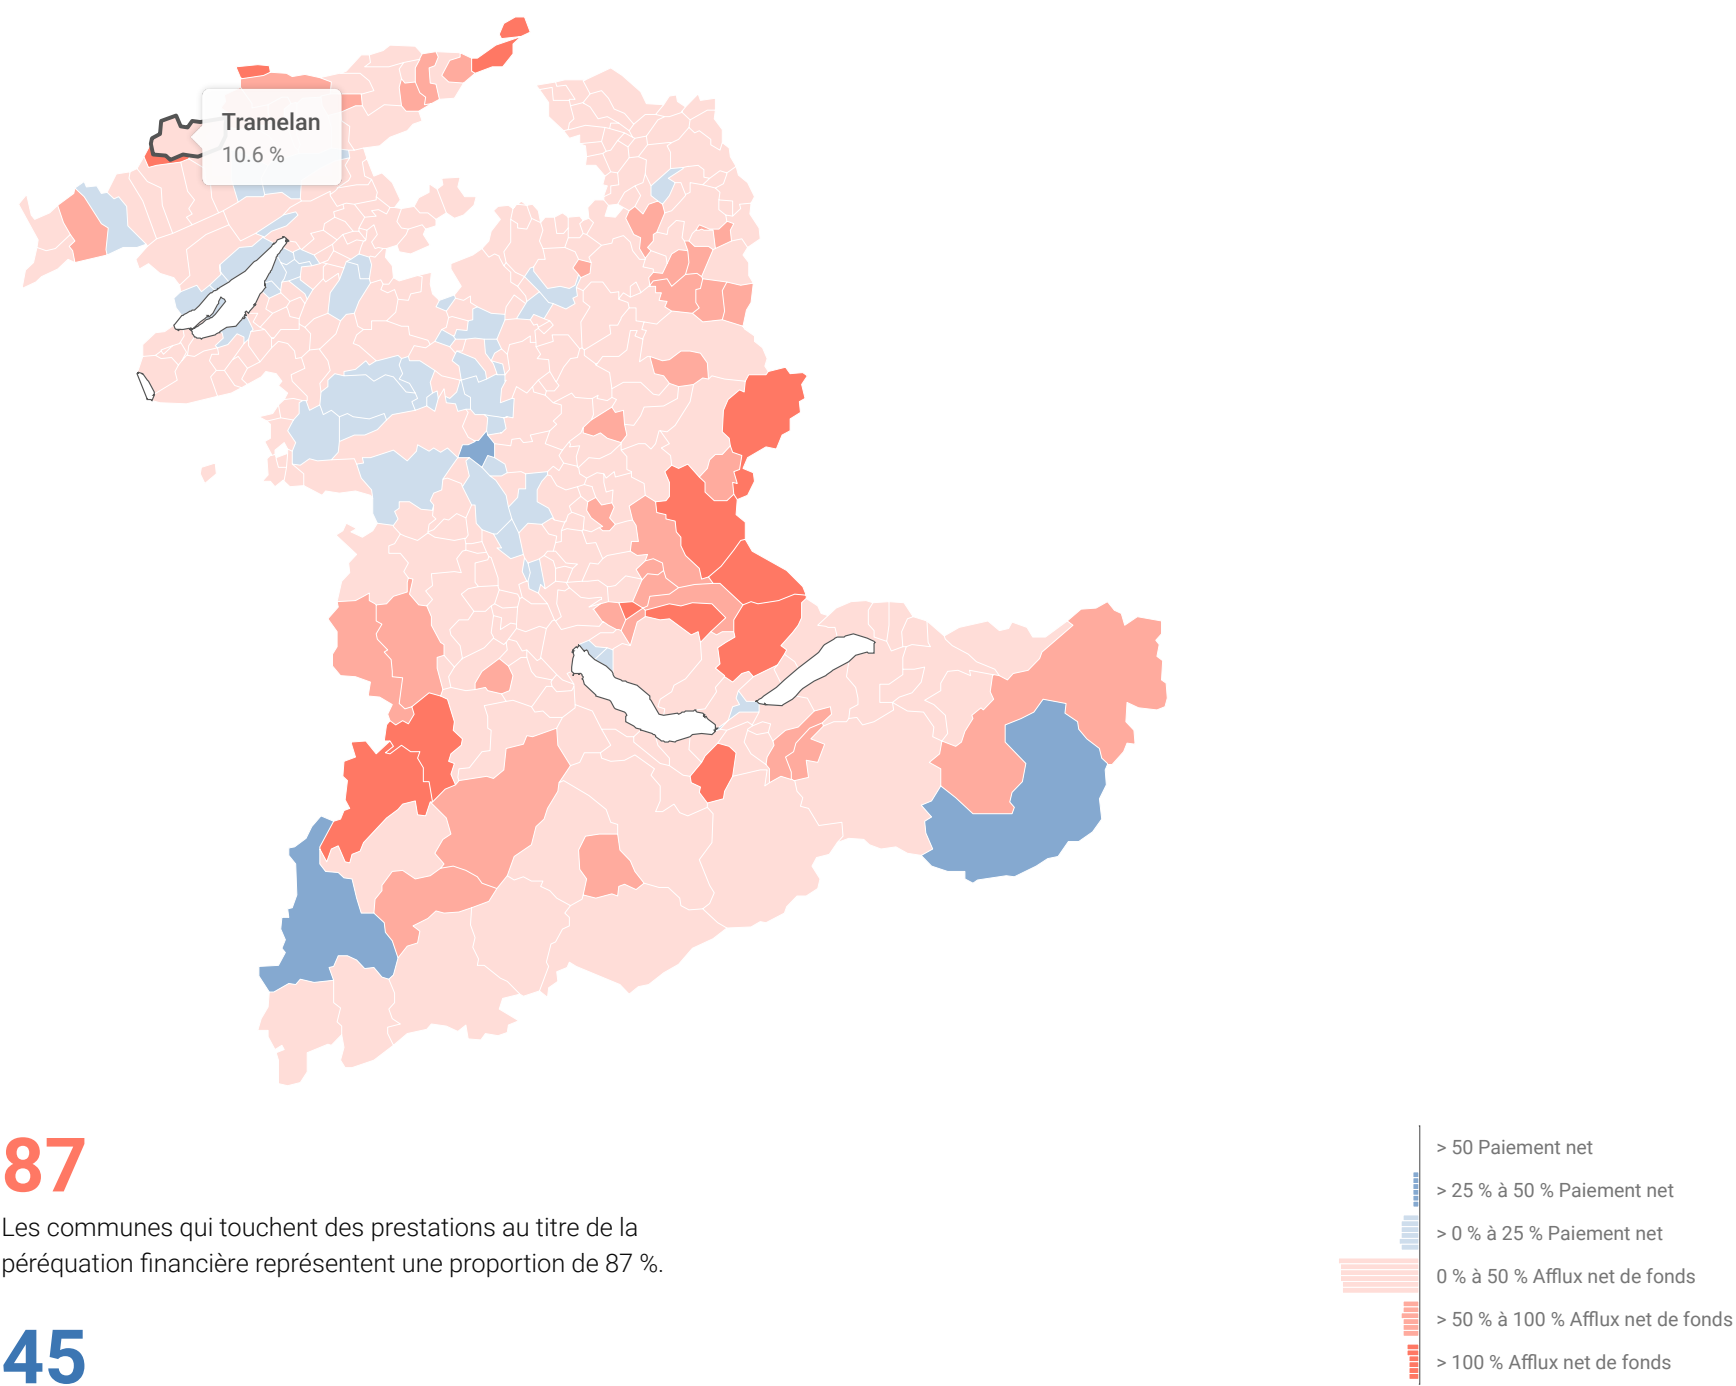 Tramelan
10.6 %
87
Les communes qui touchent des prestations au titre de la
péréquation financière représentent une proportion de 87 %.
45
> 50 Paiement net
> 25 % à 50 % Paiement net
> 0 % à 25 % Paiement net
0 % à 50 % Afflux net de fonds
> 50 % à 100 % Afflux net de fonds
> 100 % Afflux net de fonds